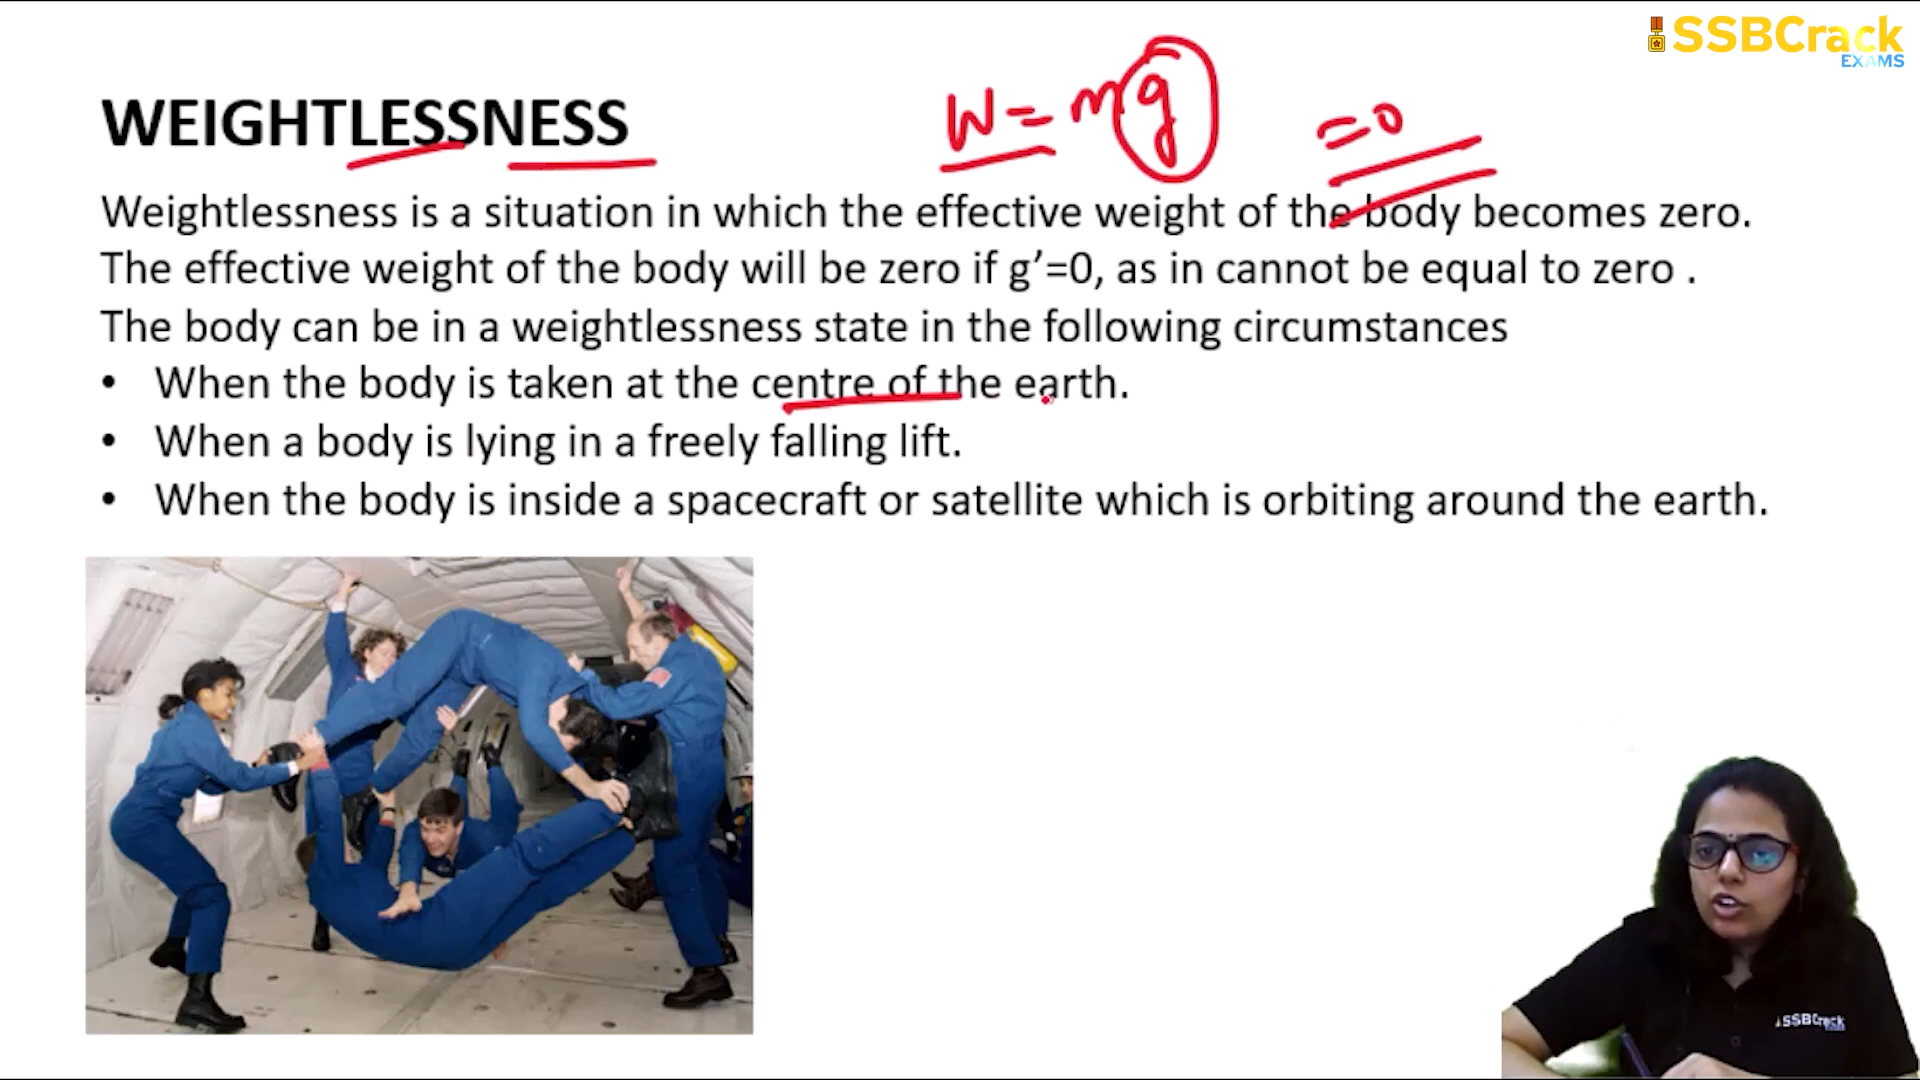 SSBCrack
EXAMS
W = mg = 0
WEIGHTLESSNESS
Weightlessness is a situation in which the effective weight of the body becomes zero.
The effective weight of the body will be zero if g’=0, as in cannot be equal to zero .
The body can be in a weightlessness state in the following circumstances
• When the body is taken at the centre of the earth.
• When a body is lying in a freely falling lift.
• When the body is inside a spacecraft or satellite which is orbiting around the earth.
SSBCrack